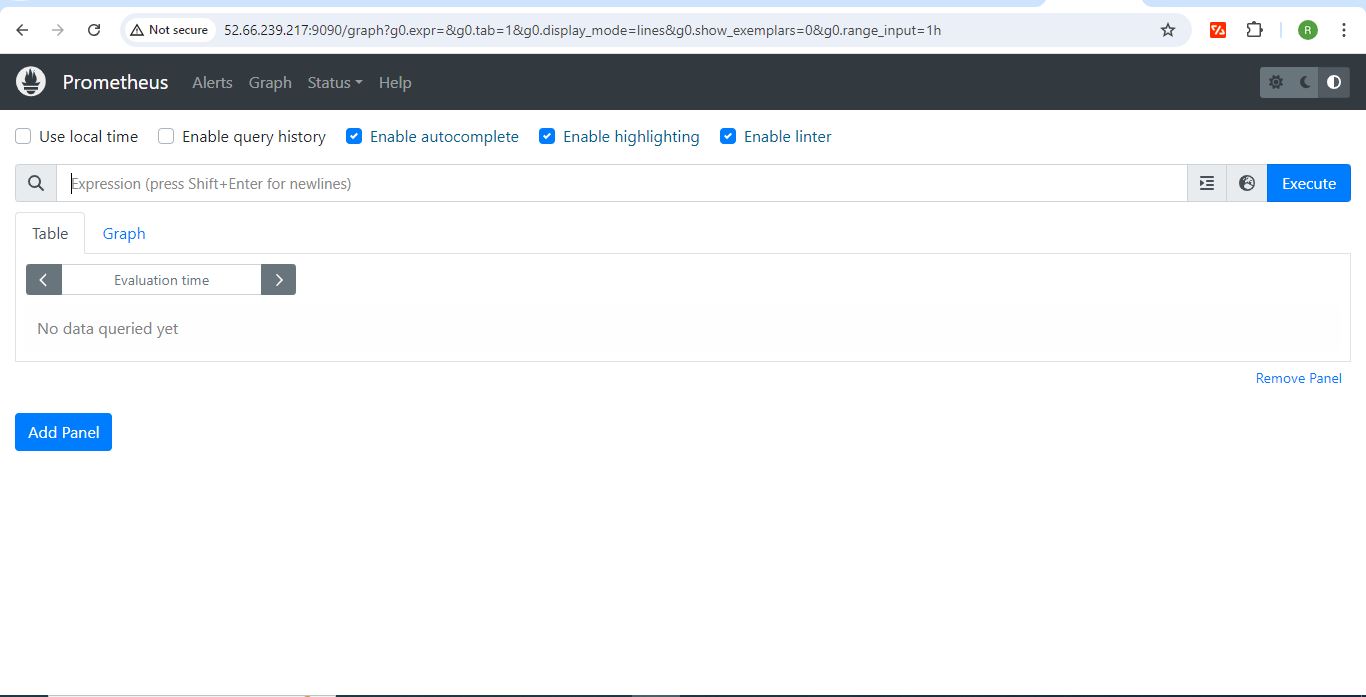 Not secure 52.66.239.217:9090/graph?g0.expr=&g0.tab=1&g0.display_mode=lines&g0.show_exemplars=0&g0.range_input=1h R
Prometheus Alerts Graph Status Help
Use local time Enable query history Enable autocomplete Enable highlighting Enable linter
Expression (press Shift+Enter for newlines) Execute
Table Graph
Evaluation time
No data queried yet
Remove Panel
Add Panel